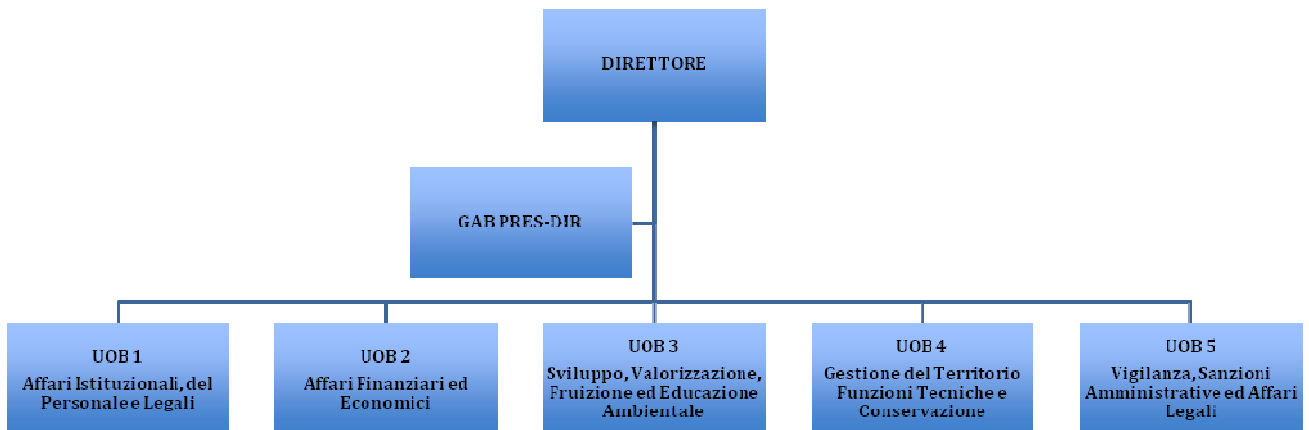 DIRETTORE
GAB PRES-DIR
UOB 1
Affari Istituzionali, del
Personale e Legali
UOB 2
Affari Finanziari ed
Economici
UOB 3
Sviluppo, Valorizzazione,
Fruizione ed Educazione
Ambientale
UOB 4
Gestione del Territorio
Funzioni Tecniche e
Conservazione
UOB 5
Vigilanza, Sanzioni
Amministrative ed Affari
Legali